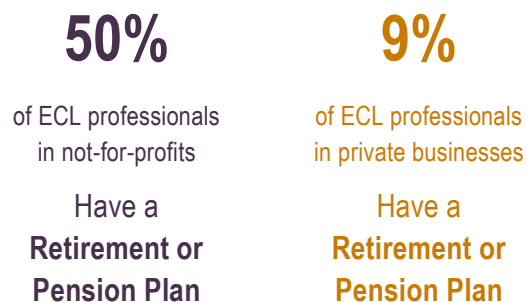 50%
of ECL professionals
in not-for-profits
Have a
Retirement or
Pension Plan
9%
of ECL professionals
in private businesses
Have a
Retirement or
Pension Plan